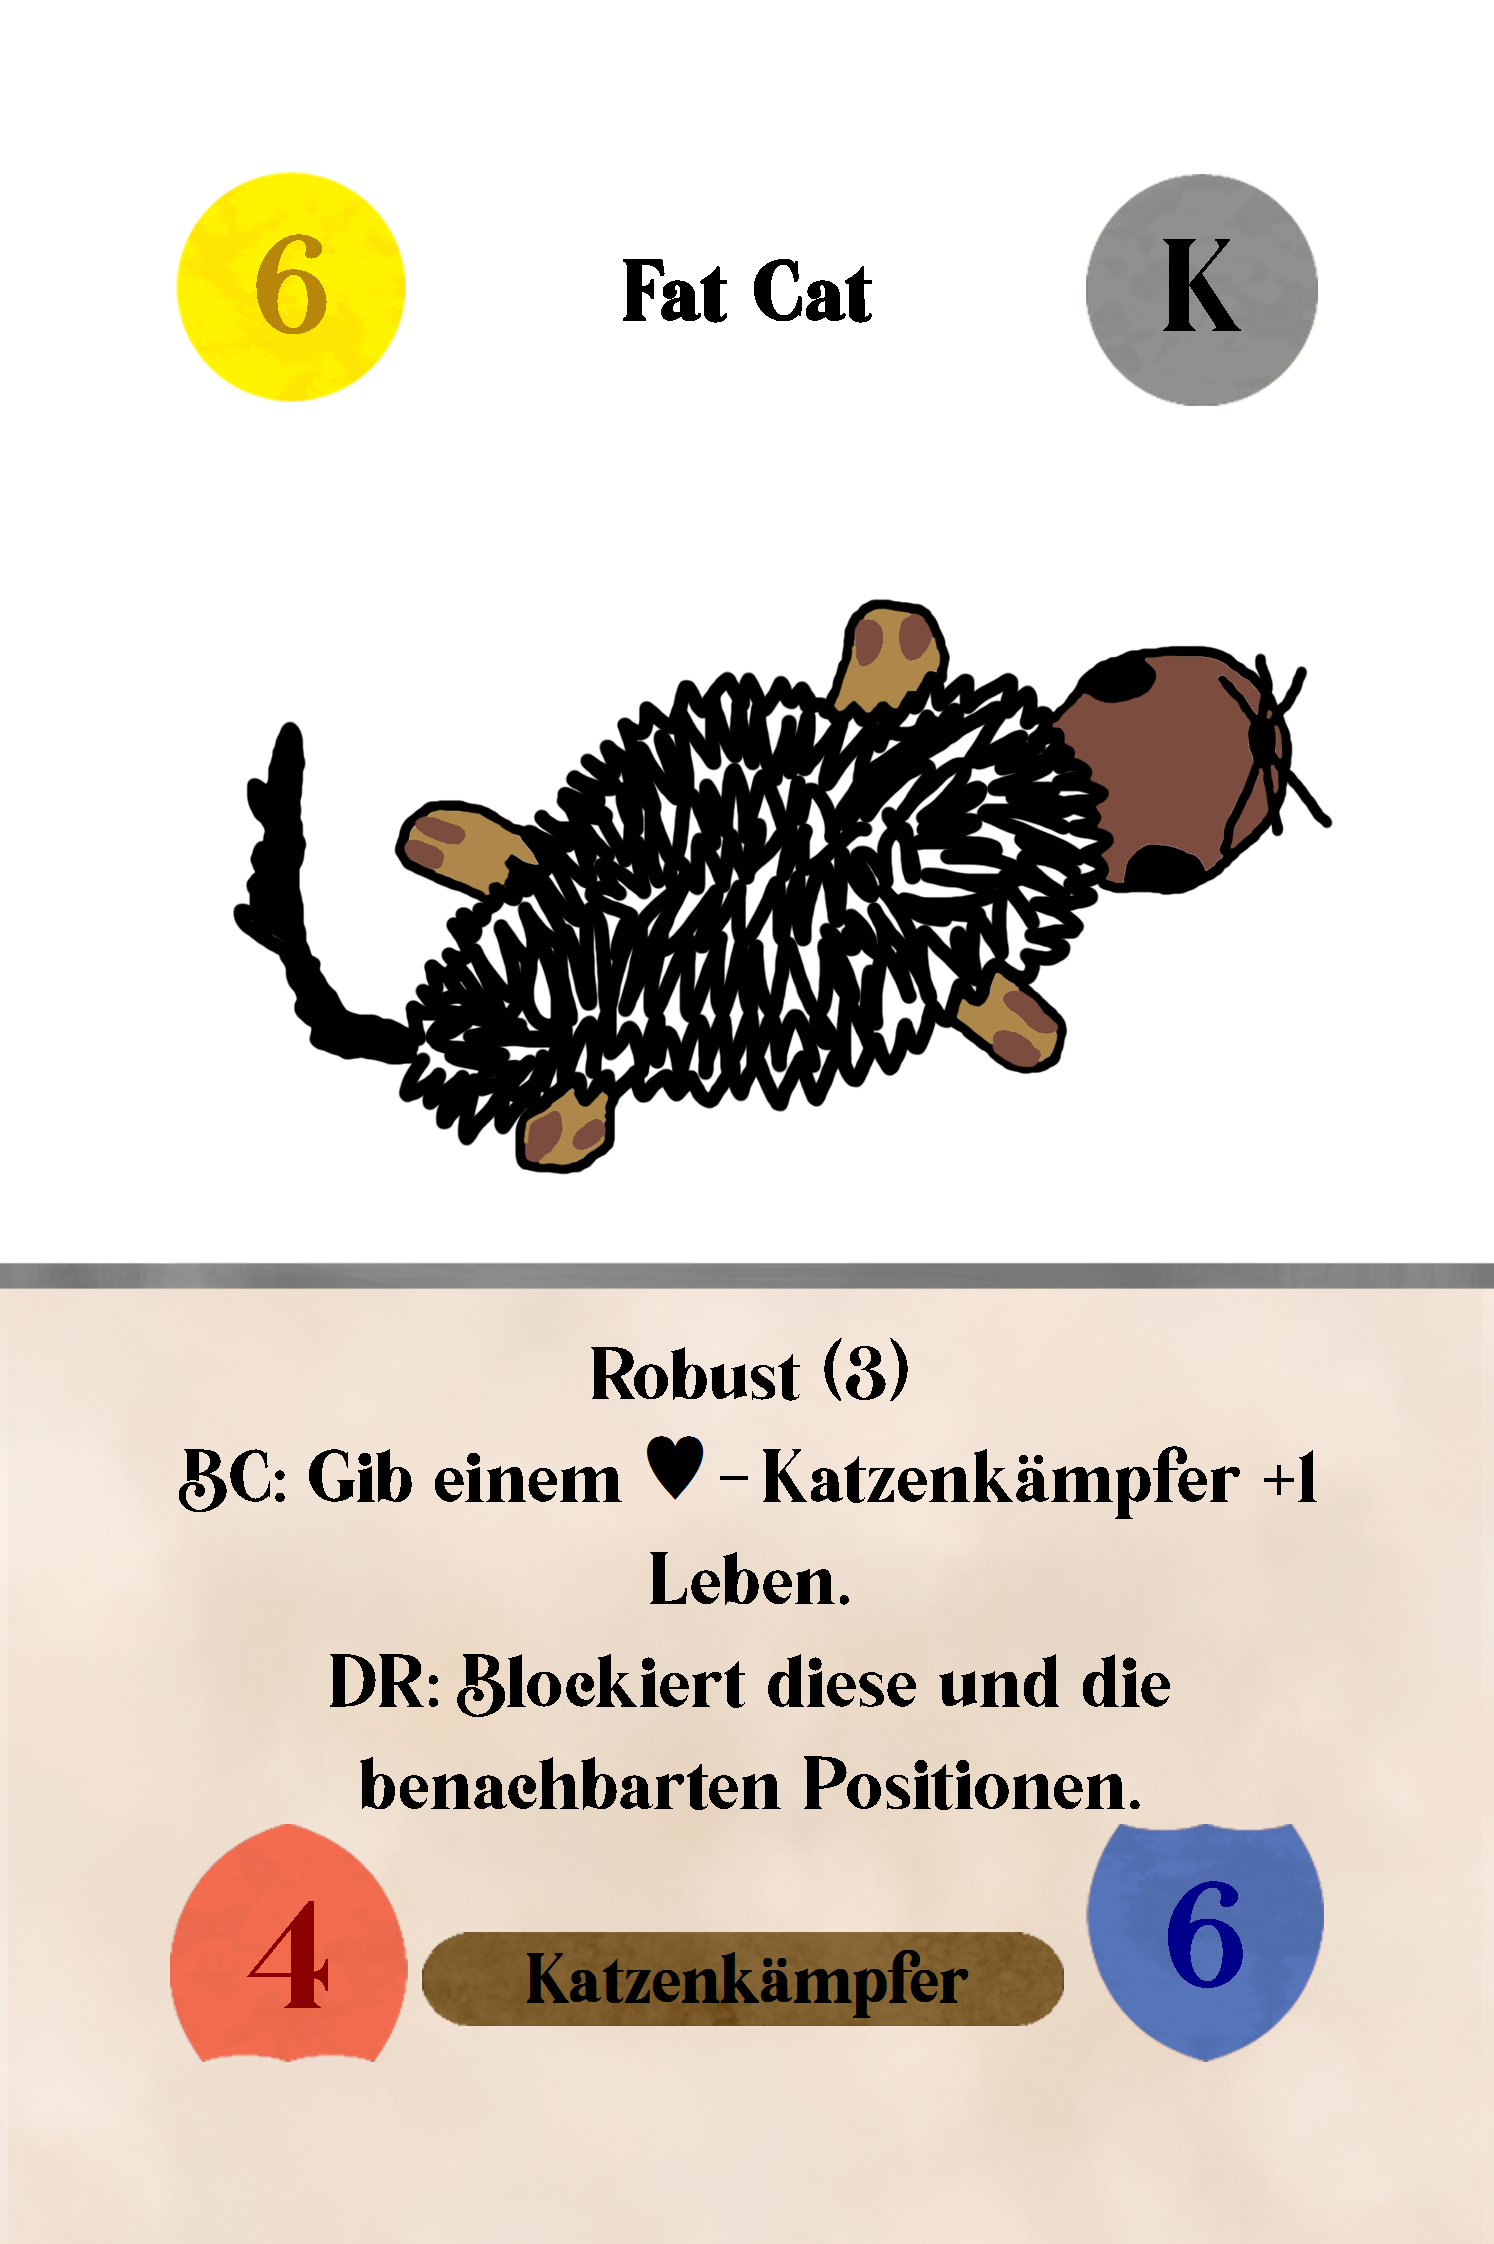 6 Fat Cat K
Robust (3)
BC: Gib einem ♥ – Katzenkämpfer +1
Leben.
DR: Blockiert diese und die
benachbarten Positionen.
4 Katzenkämpfer 6